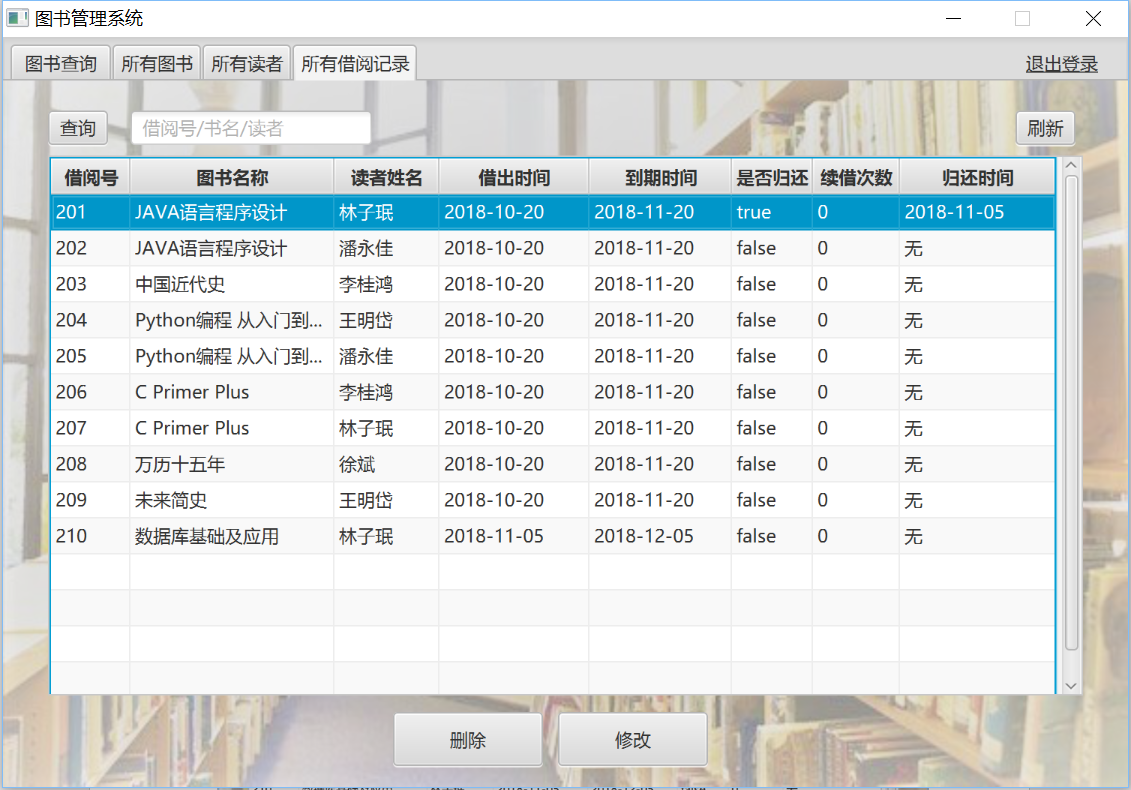 图书管理系统
图书查询 所有图书 所有读者 所有借阅记录 退出登录
查询 借阅号/书名/读者 刷新
借阅号 图书名称 读者姓名 借出时间 到期时间 是否归还 续借次数 归还时间
201 JAVA语言程序设计 林子珉 2018-10-20 2018-11-20 true 0 2018-11-05
202 JAVA语言程序设计 潘永佳 2018-10-20 2018-11-20 false 0 无
203 中国近代史 李桂鸿 2018-10-20 2018-11-20 false 0 无
204 Python编程 从入门到... 王明岱 2018-10-20 2018-11-20 false 0 无
205 Python编程 从入门到... 潘永佳 2018-10-20 2018-11-20 false 0 无
206 C Primer Plus 李桂鸿 2018-10-20 2018-11-20 false 0 无
207 C Primer Plus 林子珉 2018-10-20 2018-11-20 false 0 无
208 万历十五年 徐斌 2018-10-20 2018-11-20 false 0 无
209 未来简史 王明岱 2018-10-20 2018-11-20 false 0 无
210 数据库基础及应用 林子珉 2018-11-05 2018-12-05 false 0 无
删除 修改